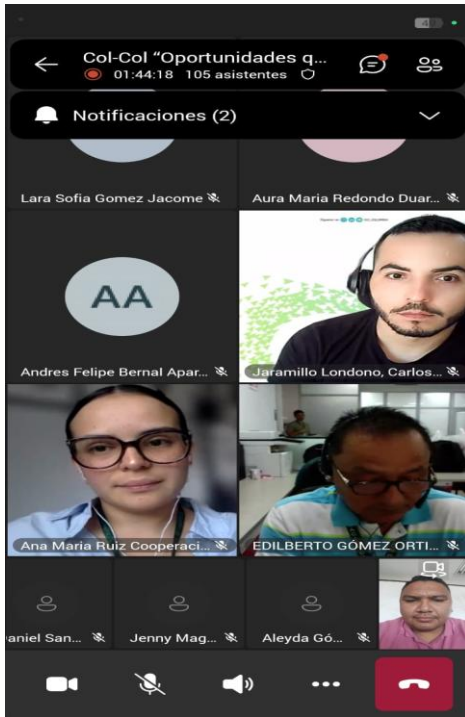 Col-Col “Oportunidades q...
01:44:18 105 asistentes
Notificaciones (2)
Lara Sofia Gomez Jacome
Aura Maria Redondo Duar...
AA
Andres Felipe Bernal Apar...
Jaramillo Londono, Carlos...
Ana Maria Ruiz Cooperaci...
EDILBERTO GÓMEZ ORTI...
aniel San...
Jenny Mag...
Aleyda Gó...